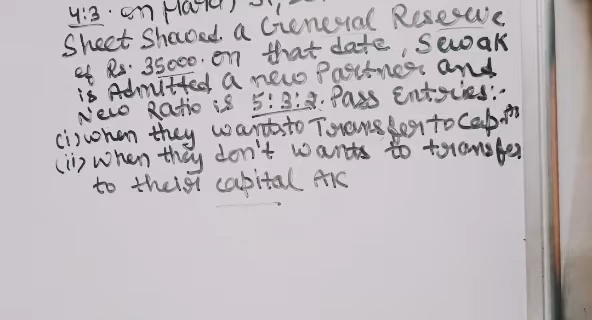 4:3. on March 31,
Sheet Showed a General Reserve
of Rs. 35000. on that date, Sewak
is Admitted a new Partner and
New Ratio is 5:3:2. Pass Entries:-
(i) when they wants to Transfer to Cap.
(ii) when they don't wants to transfer
to their capital A/c